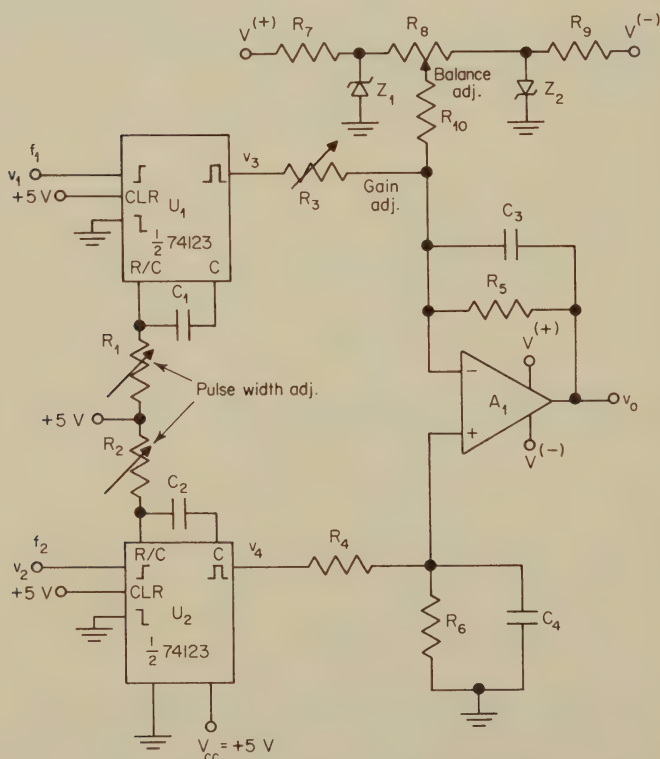 V(+) R7 R8 R9 V(-)
Z1 Balance adj. Z2
R10
f1
v1
+5 V
CLR U1
1/2 74123
R/C C
v3
R3
Gain adj.
C3
R5
C1
R1
Pulse width adj.
+5 V
R2
C2
V(+)
-
A1
+
V(-)
vo
f2
v2
+5 V
R/C C
CLR
U2
1/2 74123
v4
R4
R6
C4
Vcc = +5 V